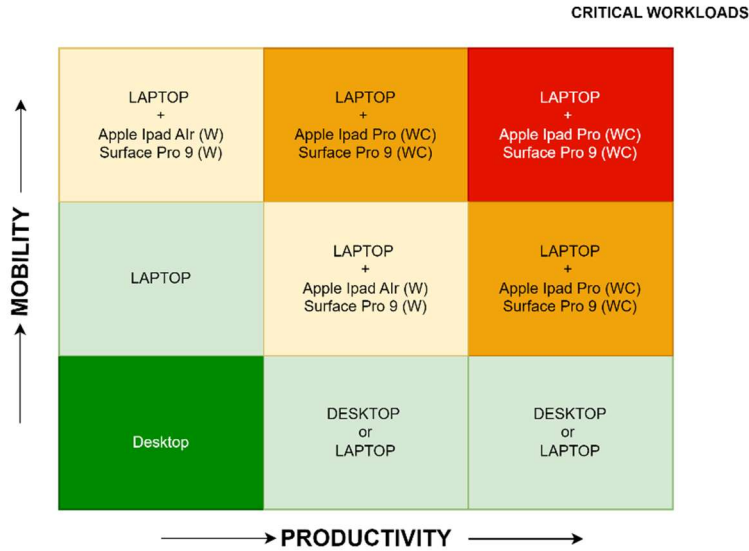 CRITICAL WORKLOADS
LAPTOP
+
Apple Ipad AIr (W)
Surface Pro 9 (W)
LAPTOP
+
Apple Ipad Pro (WC)
Surface Pro 9 (WC)
LAPTOP
+
Apple Ipad Pro (WC)
Surface Pro 9 (WC)
MOBILITY
LAPTOP
LAPTOP
+
Apple Ipad AIr (W)
Surface Pro 9 (W)
LAPTOP
+
Apple Ipad Pro (WC)
Surface Pro 9 (WC)
Desktop
DESKTOP
or
LAPTOP
DESKTOP
or
LAPTOP
PRODUCTIVITY